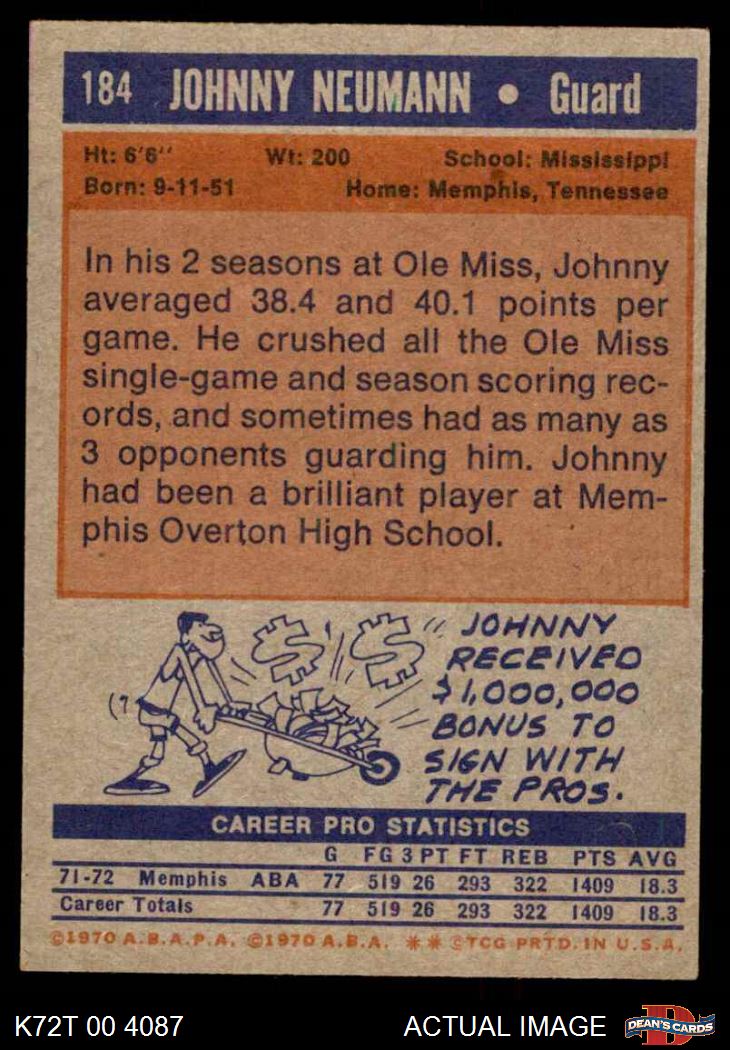 184 JOHNNY NEUMANN • Guard
Ht: 6'6" Wt: 200 School: Mississippi
Born: 9-11-51 Home: Memphis, Tennessee
In his 2 seasons at Ole Miss, Johnny
averaged 38.4 and 40.1 points per
game. He crushed all the Ole Miss
single-game and season scoring rec-
ords, and sometimes had as many as
3 opponents guarding him. Johnny
had been a brilliant player at Mem-
phis Overton High School.
$ $
JOHNNY
RECEIVED
$1,000,000
BONUS TO
SIGN WITH
THE PROS.
CAREER PRO STATISTICS
G FG 3 PT FT REB PTS AVG
71-72 Memphis ABA 77 519 26 293 322 1409 18.3
Career Totals 77 519 26 293 322 1409 18.3
©1970 A.B.A.P.A. ©1970 A.B.A. ** ©TCG PRTD. IN U.S.A.
K72T 00 4087 ACTUAL IMAGE D DEAN'S CARDS